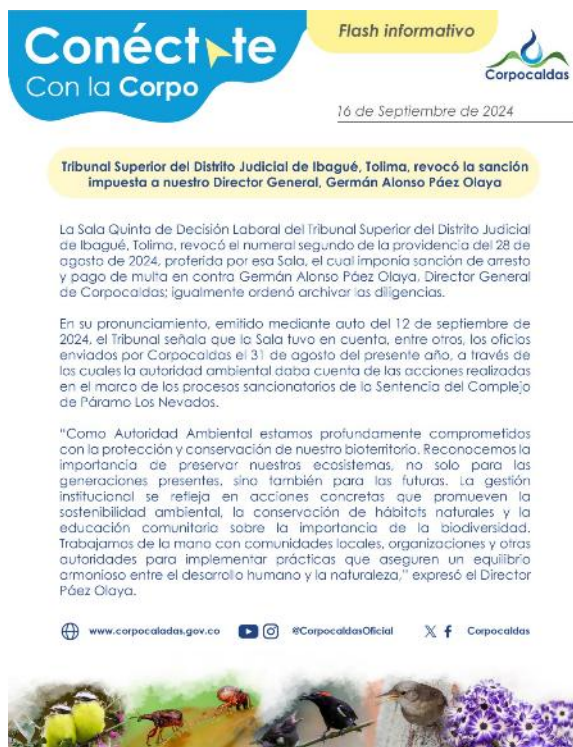 Conéctate
Con la Corpo
Flash informativo
Corpocaldas
16 de Septiembre de 2024
Tribunal Superior del Distrito Judicial de Ibagué, Tolima, revocó la sanción
impuesta a nuestro Director General, Germán Alonso Páez Olaya
La Sala Quinta de Decisión Laboral del Tribunal Superior del Distrito Judicial
de Ibagué, Tolima, revocó el numeral segundo de la providencia del 28 de
agosto de 2024, proferida por esa Sala, el cual imponía sanción de arresto
y pago de multa en contra Germán Alonso Páez Olaya, Director General
de Corpocaldas; igualmente ordenó archivar las diligencias.
En su pronunciamiento, emitido mediante auto del 12 de septiembre de
2024, el Tribunal señala que la Sala tuvo en cuenta, entre otros, los oficios
enviados por Corpocaldas el 31 de agosto del presente año, a través de
los cuales la autoridad ambiental daba cuenta de las acciones realizadas
en el marco de los procesos sancionatorios de la Sentencia del Complejo
de Páramo Los Nevados.
"Como Autoridad Ambiental estamos profundamente comprometidos
con la protección y conservación de nuestro bioterritorio. Reconocemos la
importancia de preservar nuestros ecosistemas, no solo para las
generaciones presentes, sino también para las futuras. La gestión
institucional se refleja en acciones concretas que promueven la
sostenibilidad ambiental, la conservación de hábitats naturales y la
educación comunitaria sobre la importancia de la biodiversidad.
Trabajamos de la mano con comunidades locales, organizaciones y otras
autoridades para implementar prácticas que aseguren un equilibrio
armonioso entre el desarrollo humano y la naturaleza," expresó el Director
Páez Olaya.
www.corpocaladas.gov.co @CorpocaldasOficial Corpocaldas